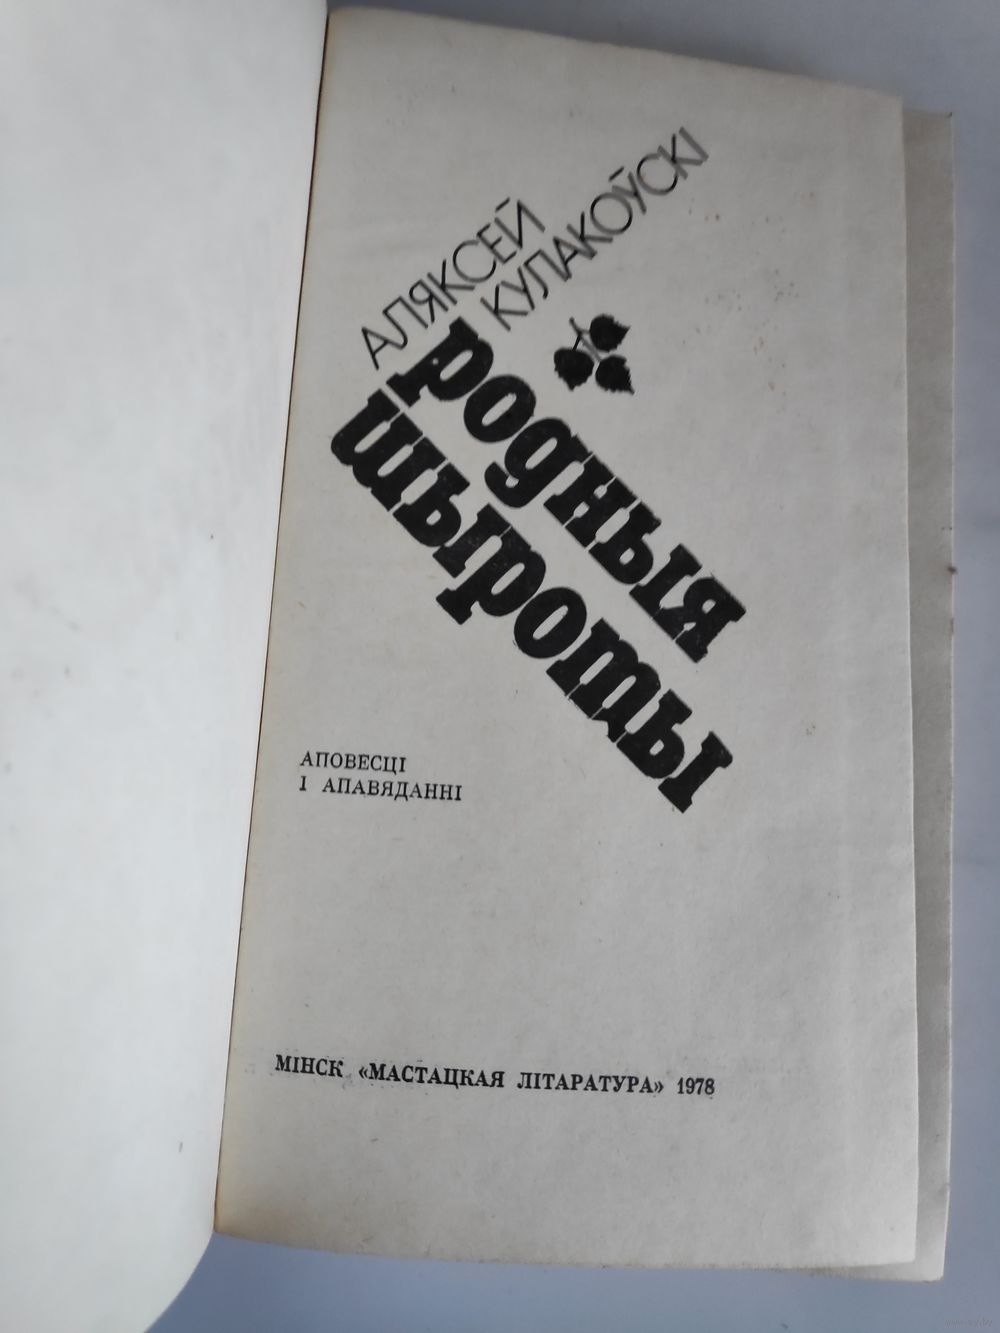 АЛЯКСЕЙ
КУЛАКОЎСКІ
родныя
шыроты
АПОВЕСЦІ
І АПАВЯДАННІ
МІНСК «МАСТАЦКАЯ ЛІТАРАТУРА» 1978